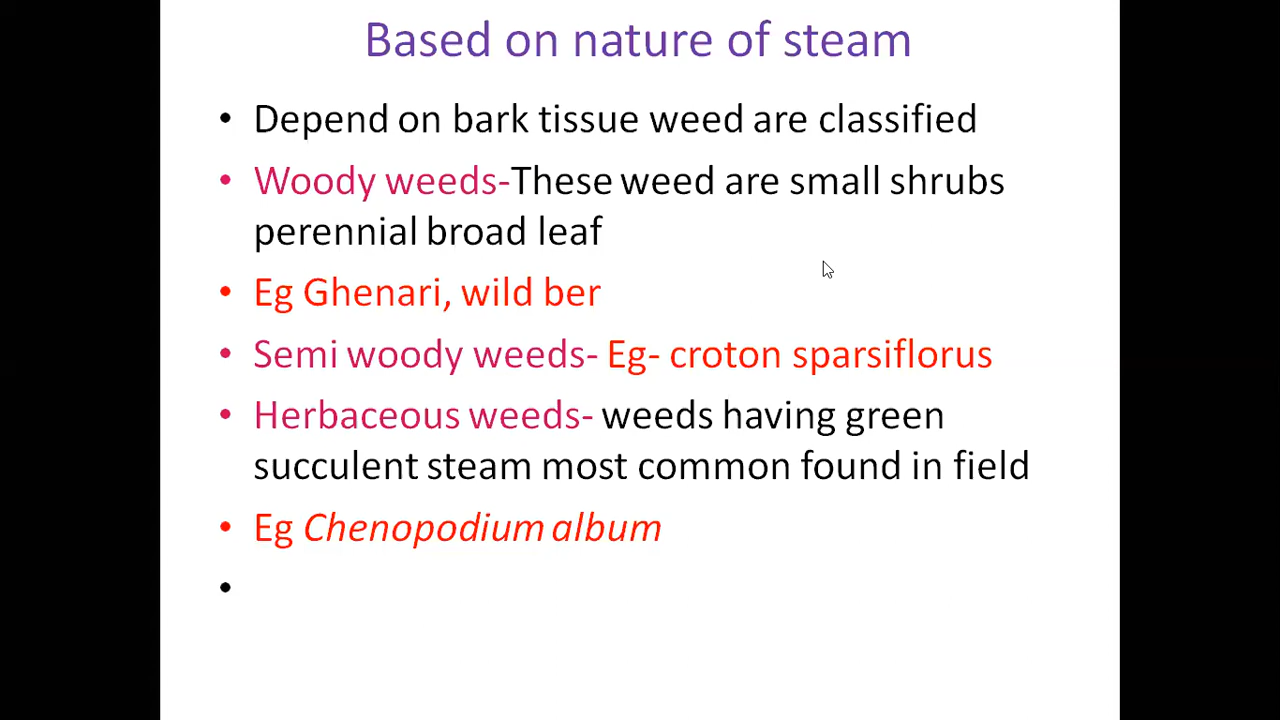 Based on nature of steam
• Depend on bark tissue weed are classified
• Woody weeds-These weed are small shrubs
perennial broad leaf
• Eg Ghenari, wild ber
• Semi woody weeds- Eg- croton sparsiflorus
• Herbaceous weeds- weeds having green
succulent steam most common found in field
• Eg Chenopodium album
•